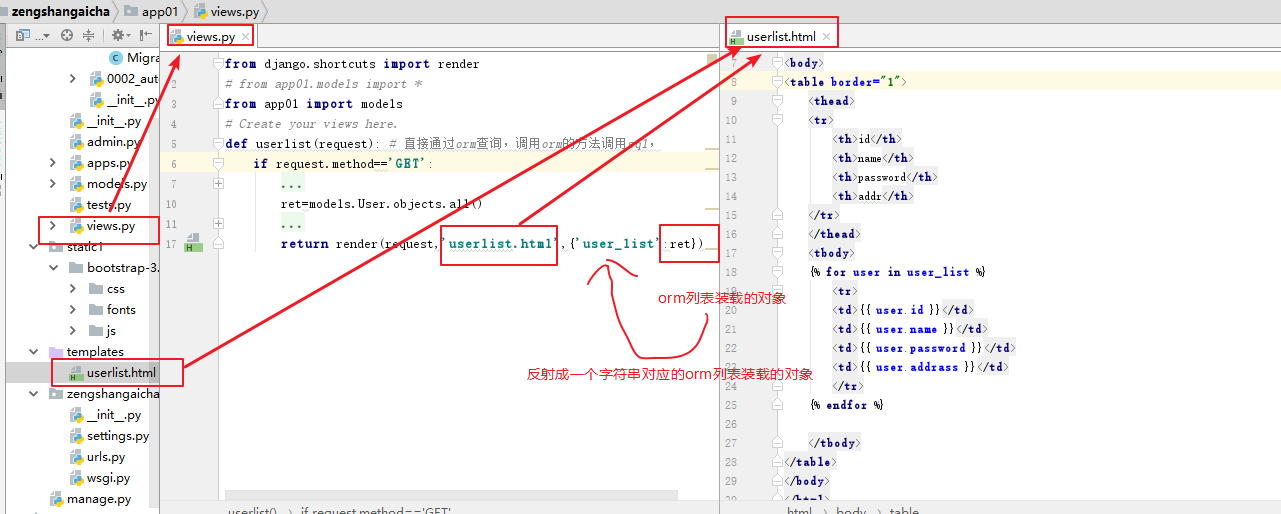 zengshangaicha app01 views.py
Migra
0002_aut
__init__.py
__init__.py
admin.py
apps.py
models.py
tests.py
views.py
static1
bootstrap-3.
css
fonts
js
templates
userlist.html
zengshangaicha
__init__.py
settings.py
urls.py
wsgi.py
manage.py
views.py
from django.shortcuts import render
2 # from app01.models import *
3 from app01 import models
4 # Create your views here.
5 def userlist(request): # 直接通过orm查询，调用orm的方法调用sql，
6 if request.method=='GET':
7 ...
10 ret=models.User.objects.all()
11 ...
17 return render(request,'userlist.html',{'user_list':ret})
orm列表装载的对象
反射成一个字符串对应的orm列表装载的对象
userlist() if request.method=='GET'
userlist.html
7 <body>
8 <table border="1">
9 <thead>
10 <tr>
11 <th>id</th>
12 <th>name</th>
13 <th>password</th>
14 <th>addr</th>
15 </tr>
16 </thead>
17 <tbody>
18 {% for user in user_list %}
19 <tr>
20 <td>{{ user.id }}</td>
21 <td>{{ user.name }}</td>
22 <td>{{ user.password }}</td>
23 <td>{{ user.addrass }}</td>
24 </tr>
25 {% endfor %}
26
27 </tbody>
28 </table>
29 </body>
30 </html>
html body table